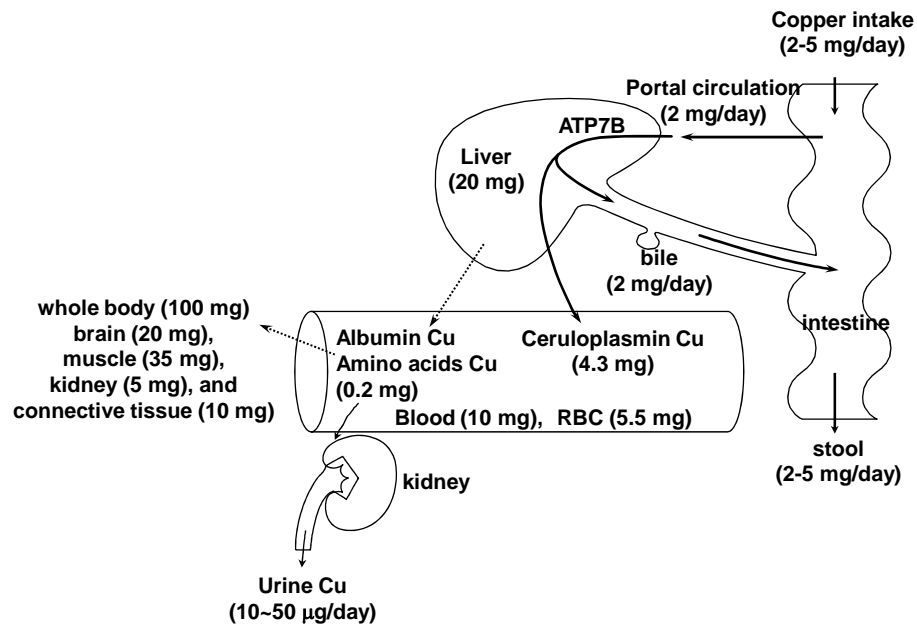 Copper intake
(2-5 mg/day)
Portal circulation
(2 mg/day)
ATP7B
Liver
(20 mg)
bile
(2 mg/day)
whole body (100 mg)
brain (20 mg),
muscle (35 mg),
kidney (5 mg), and
connective tissue (10 mg)
Albumin Cu
Amino acids Cu
(0.2 mg)
Ceruloplasmin Cu
(4.3 mg)
intestine
Blood (10 mg), RBC (5.5 mg)
stool
(2-5 mg/day)
kidney
Urine Cu
(10~50 μg/day)